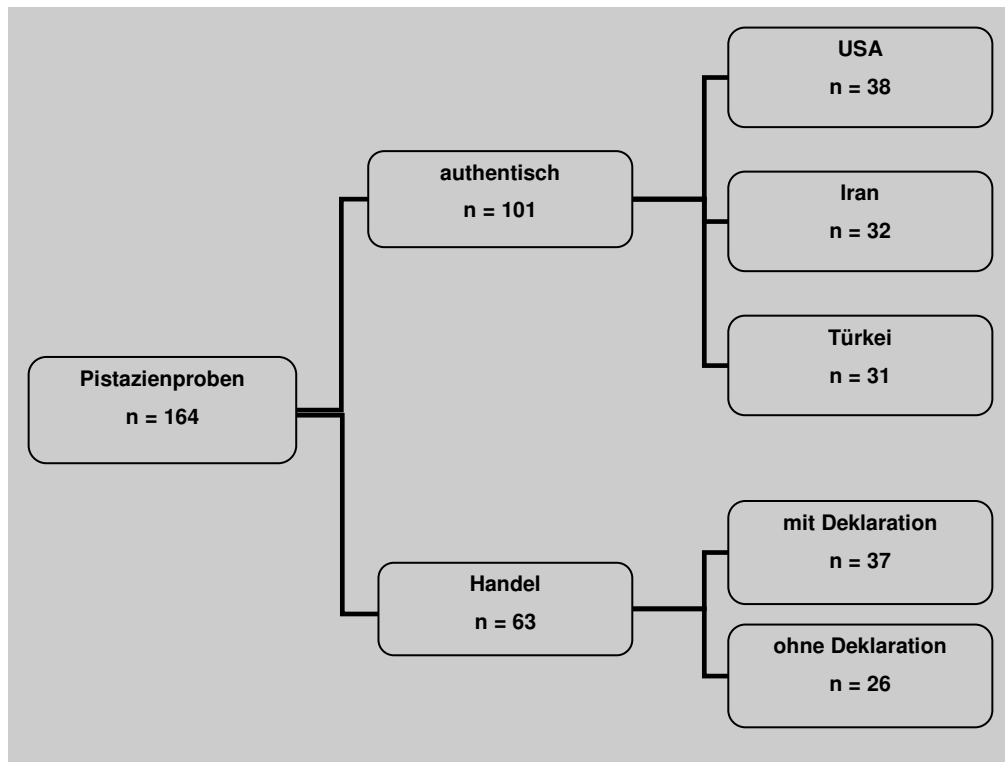 Pistazienproben
n = 164
authentisch
n = 101
USA
n = 38
Iran
n = 32
Türkei
n = 31
Handel
n = 63
mit Deklaration
n = 37
ohne Deklaration
n = 26